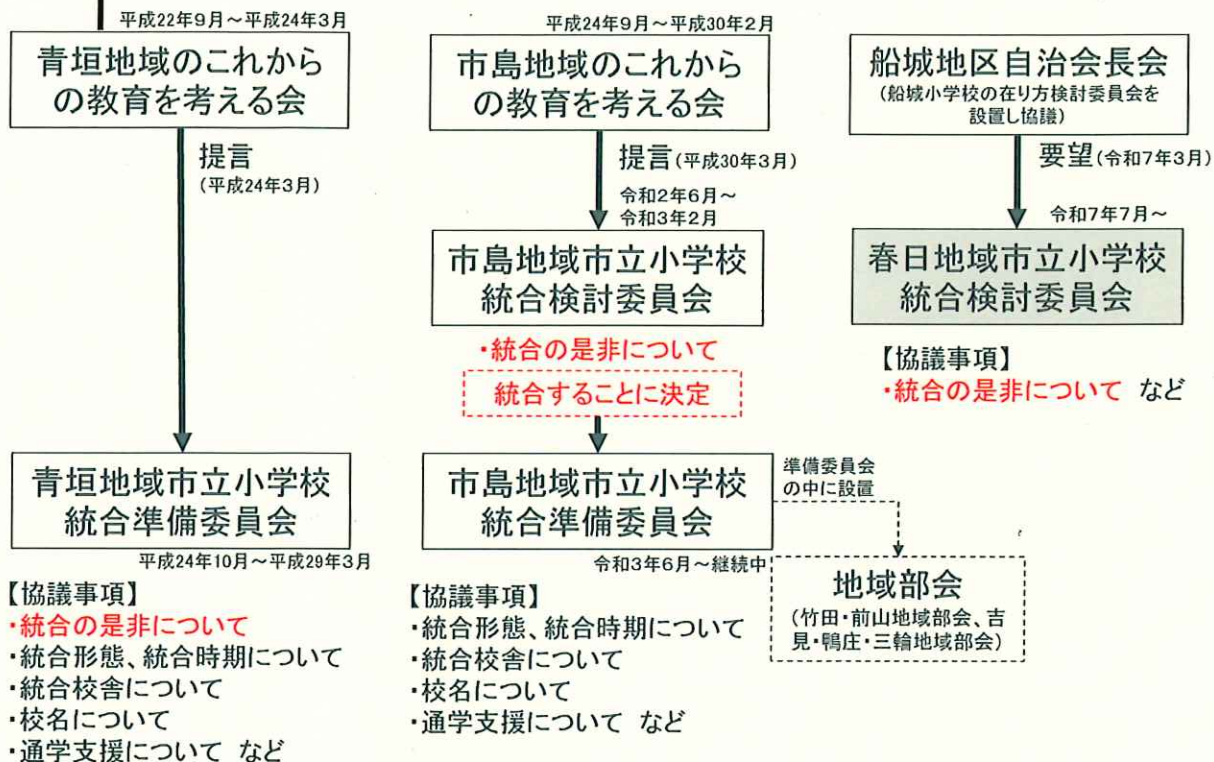 平成22年9月～平成24年3月
青垣地域のこれから
の教育を考える会
提言
(平成24年3月)
青垣地域市立小学校
統合準備委員会
平成24年10月～平成29年3月
【協議事項】
・統合の是非について
・統合形態、統合時期について
・統合校舎について
・校名について
・通学支援について など
平成24年9月～平成30年2月
市島地域のこれから
の教育を考える会
提言(平成30年3月)
令和2年6月～
令和3年2月
市島地域市立小学校
統合検討委員会
・統合の是非について
統合することに決定
市島地域市立小学校
統合準備委員会
令和3年6月～継続中
準備委員会
の中に設置
地域部会
(竹田・前山地域部会、吉
見・鴨庄・三輪地域部会)
【協議事項】
・統合形態、統合時期について
・統合校舎について
・校名について
・通学支援について など
船城地区自治会長会
(船城小学校の在り方検討委員会を
設置し協議)
要望(令和7年3月)
令和7年7月～
春日地域市立小学校
統合検討委員会
【協議事項】
・統合の是非について など